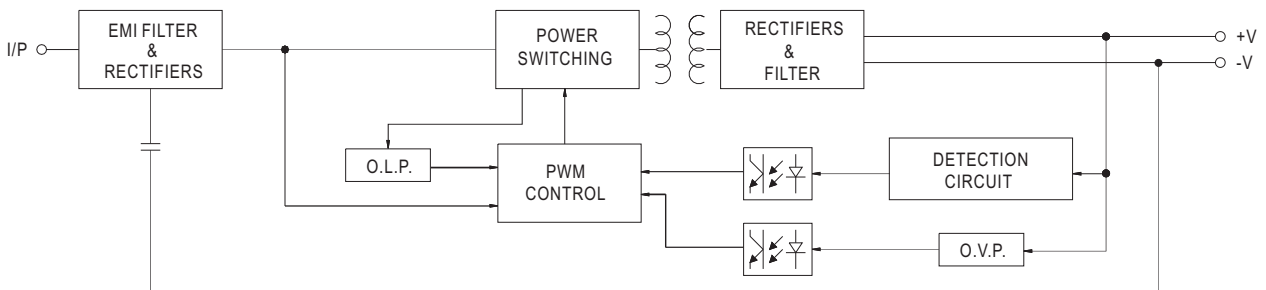 I/P
EMI FILTER
&
RECTIFIERS
POWER
SWITCHING
RECTIFIERS
&
FILTER
+V
-V
O.L.P.
PWM
CONTROL
DETECTION
CIRCUIT
O.V.P.